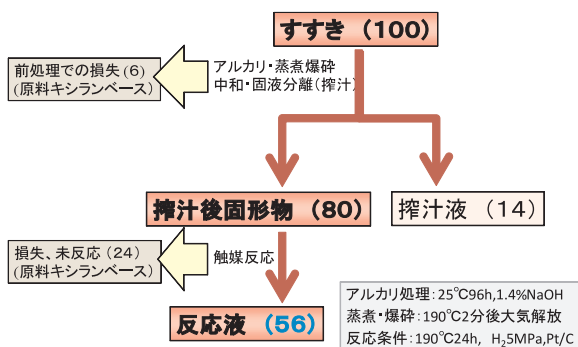 すすき (100)
前処理での損失(6)
(原料キシランベース)
アルカリ・蒸煮爆砕
中和・固液分離(搾汁)
搾汁後固形物 (80)
搾汁液 (14)
損失、未反応(24)
(原料キシランベース)
触媒反応
反応液 (56)
アルカリ処理:25℃96h,1.4%NaOH
蒸煮・爆砕:190℃2分後大気解放
反応条件:190℃24h, H₂5MPa,Pt/C